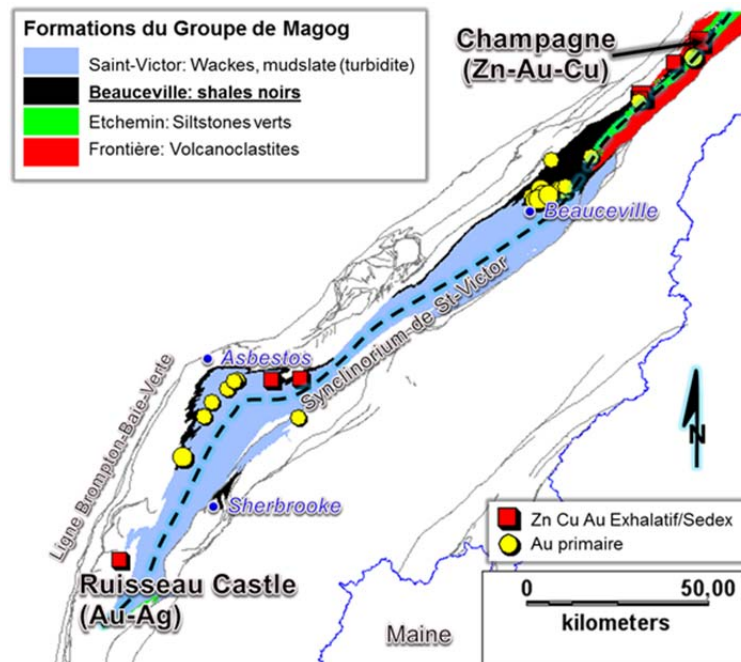 Formations du Groupe de Magog
Saint-Victor: Wackes, mudslate (turbidite)
Beauceville: shales noirs
Etchemin: Siltstones verts
Frontière: Volcanoclastites
Champagne
(Zn-Au-Cu)
Beauceville
Synclinorium-de St-Victor
Asbestos
Ligne Brompton-Baie-Verte
Sherbrooke
N
Ruisseau Castle
(Au-Ag)
Maine
Zn Cu Au Exhalatif/Sedex
Au primaire
0 50,00
kilometers